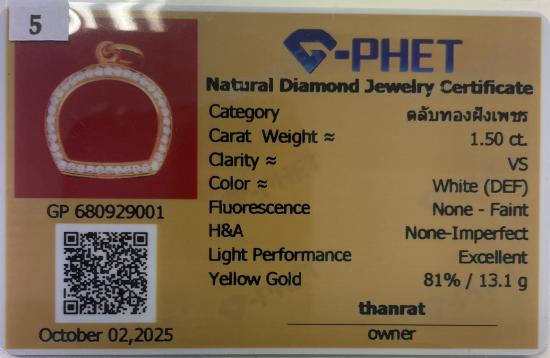 5
G-PHET
Natural Diamond Jewelry Certificate
Category ตลับทองฝังเพชร
Carat Weight ≈ 1.50 ct.
Clarity ≈ VS
Color ≈ White (DEF)
Fluorescence None - Faint
H&A None-Imperfect
Light Performance Excellent
Yellow Gold 81% / 13.1 g
GP 680929001
October 02,2025
thanrat
owner